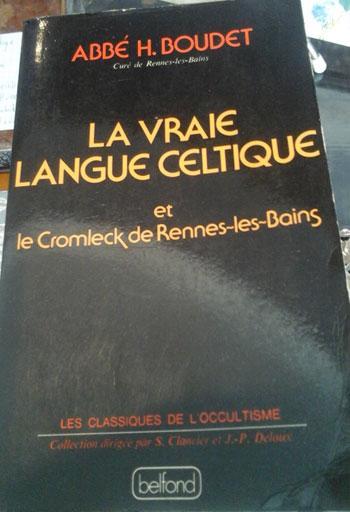 ABBÉ H. BOUDET
Curé de Rennes-les-Bains
LA VRAIE
LANGUE CELTIQUE
et
le Cromleck de Rennes-les-Bains
LES CLASSIQUES DE L'OCCULTISME
Collection dirigée par S. Clancier et J.-P. Deloux
belfond